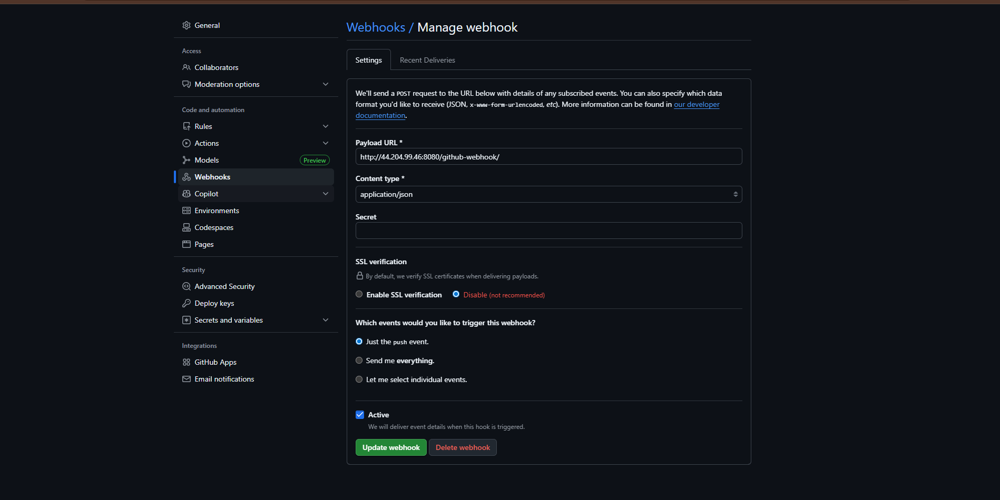 General
Access
Collaborators
Moderation options
Code and automation
Rules
Actions
Models Preview
Webhooks
Copilot
Environments
Codespaces
Pages
Security
Advanced Security
Deploy keys
Secrets and variables
Integrations
GitHub Apps
Email notifications
Webhooks / Manage webhook
Settings Recent Deliveries
We'll send a POST request to the URL below with details of any subscribed events. You can also specify which data
format you'd like to receive (JSON, x-www-form-urlencoded, etc). More information can be found in our developer
documentation.
Payload URL *
http://44.204.99.46:8080/github-webhook/
Content type *
application/json
Secret
SSL verification
By default, we verify SSL certificates when delivering payloads.
Enable SSL verification Disable (not recommended)
Which events would you like to trigger this webhook?
Just the push event.
Send me everything.
Let me select individual events.
Active
We will deliver event details when this hook is triggered.
Update webhook Delete webhook